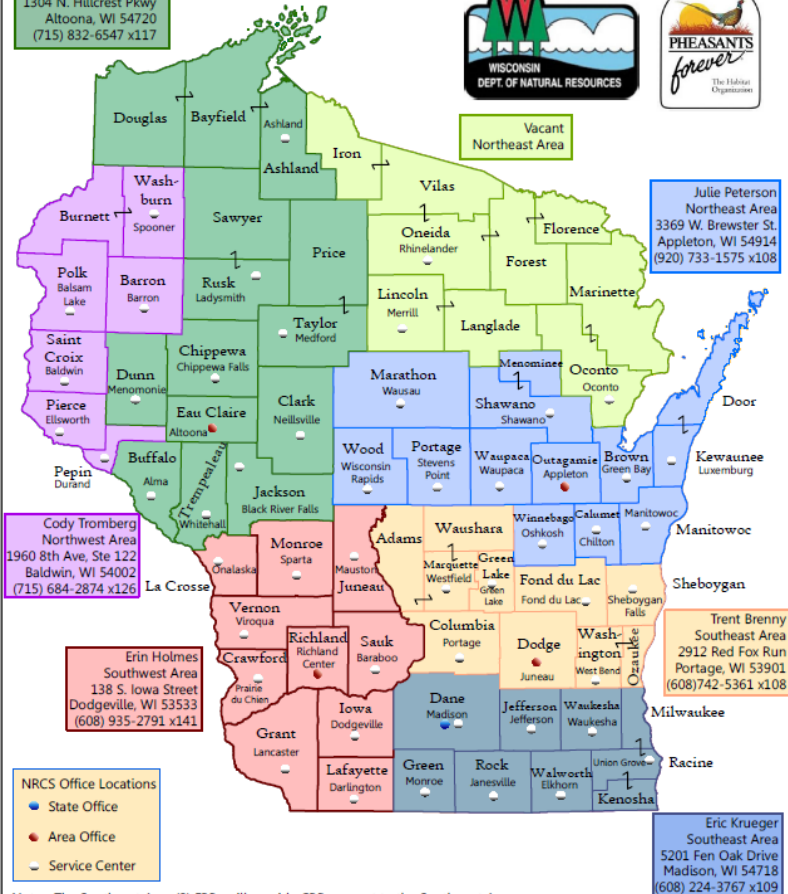 1304 N. Hillcrest Pkwy
Altoona, WI 54720
(715) 832-6547 x117
WISCONSIN
DEPT. OF NATURAL RESOURCES
PHEASANTS
forever
The Habitat
Organization
Vacant
Northeast Area
Julie Peterson
Northeast Area
3369 W. Brewster St.
Appleton, WI 54914
(920) 733-1575 x108
Douglas
Bayfield
Ashland
Ashland
Iron
Vilas
Burnett
Wash-
burn
Spooner
Sawyer
Price
Oneida
Rhinelander
Florence
Forest
Marinette
Polk
Balsam
Lake
Barron
Barron
Rusk
Ladysmith
Lincoln
Merrill
Langlade
Taylor
Medford
Saint
Croix
Baldwin
Dunn
Menomonie
Chippewa
Chippewa Falls
Marathon
Wausau
Menominee
Oconto
Oconto
Shawano
Shawano
Door
Pierce
Ellsworth
Eau Claire
Altoona
Clark
Neillsville
Pepin
Durand
Buffalo
Alma
Trempealeau
Whitehall
Jackson
Black River Falls
Wood
Wisconsin
Rapids
Portage
Stevens
Point
Waupaca
Waupaca
Outagamie
Appleton
Brown
Green Bay
Kewaunee
Luxemburg
Cody Tromberg
Northwest Area
1960 8th Ave, Ste 122
Baldwin, WI 54002
(715) 684-2874 x126
La Crosse
Onalaska
Monroe
Sparta
Mauston
Juneau
Adams
Waushara
Winnebago
Oshkosh
Calumet
Chilton
Manitowoc
Manitowoc
Marquette
Westfield
Green
Lake
Green
Lake
Fond du Lac
Fond du Lac
Sheboygan
Sheboygan
Falls
Vernon
Viroqua
Richland
Richland
Center
Sauk
Baraboo
Columbia
Portage
Dodge
Juneau
Wash-
ington
West Bend
Ozaukee
Trent Brenny
Southeast Area
2912 Red Fox Run
Portage, WI 53901
(608)742-5361 x108
Erin Holmes
Southwest Area
138 S. Iowa Street
Dodgeville, WI 53533
(608) 935-2791 x141
Crawford
Prairie
du Chien
Grant
Lancaster
Iowa
Dodgeville
Lafayette
Darlington
Dane
Madison
Jefferson
Jefferson
Waukesha
Waukesha
Milwaukee
Green
Monroe
Rock
Janesville
Walworth
Elkhorn
Union Grove
Racine
Kenosha
NRCS Office Locations
State Office
Area Office
Service Center
Eric Krueger
Southeast Area
5201 Fen Oak Drive
Madison, WI 54718
(608) 224-3767 x109